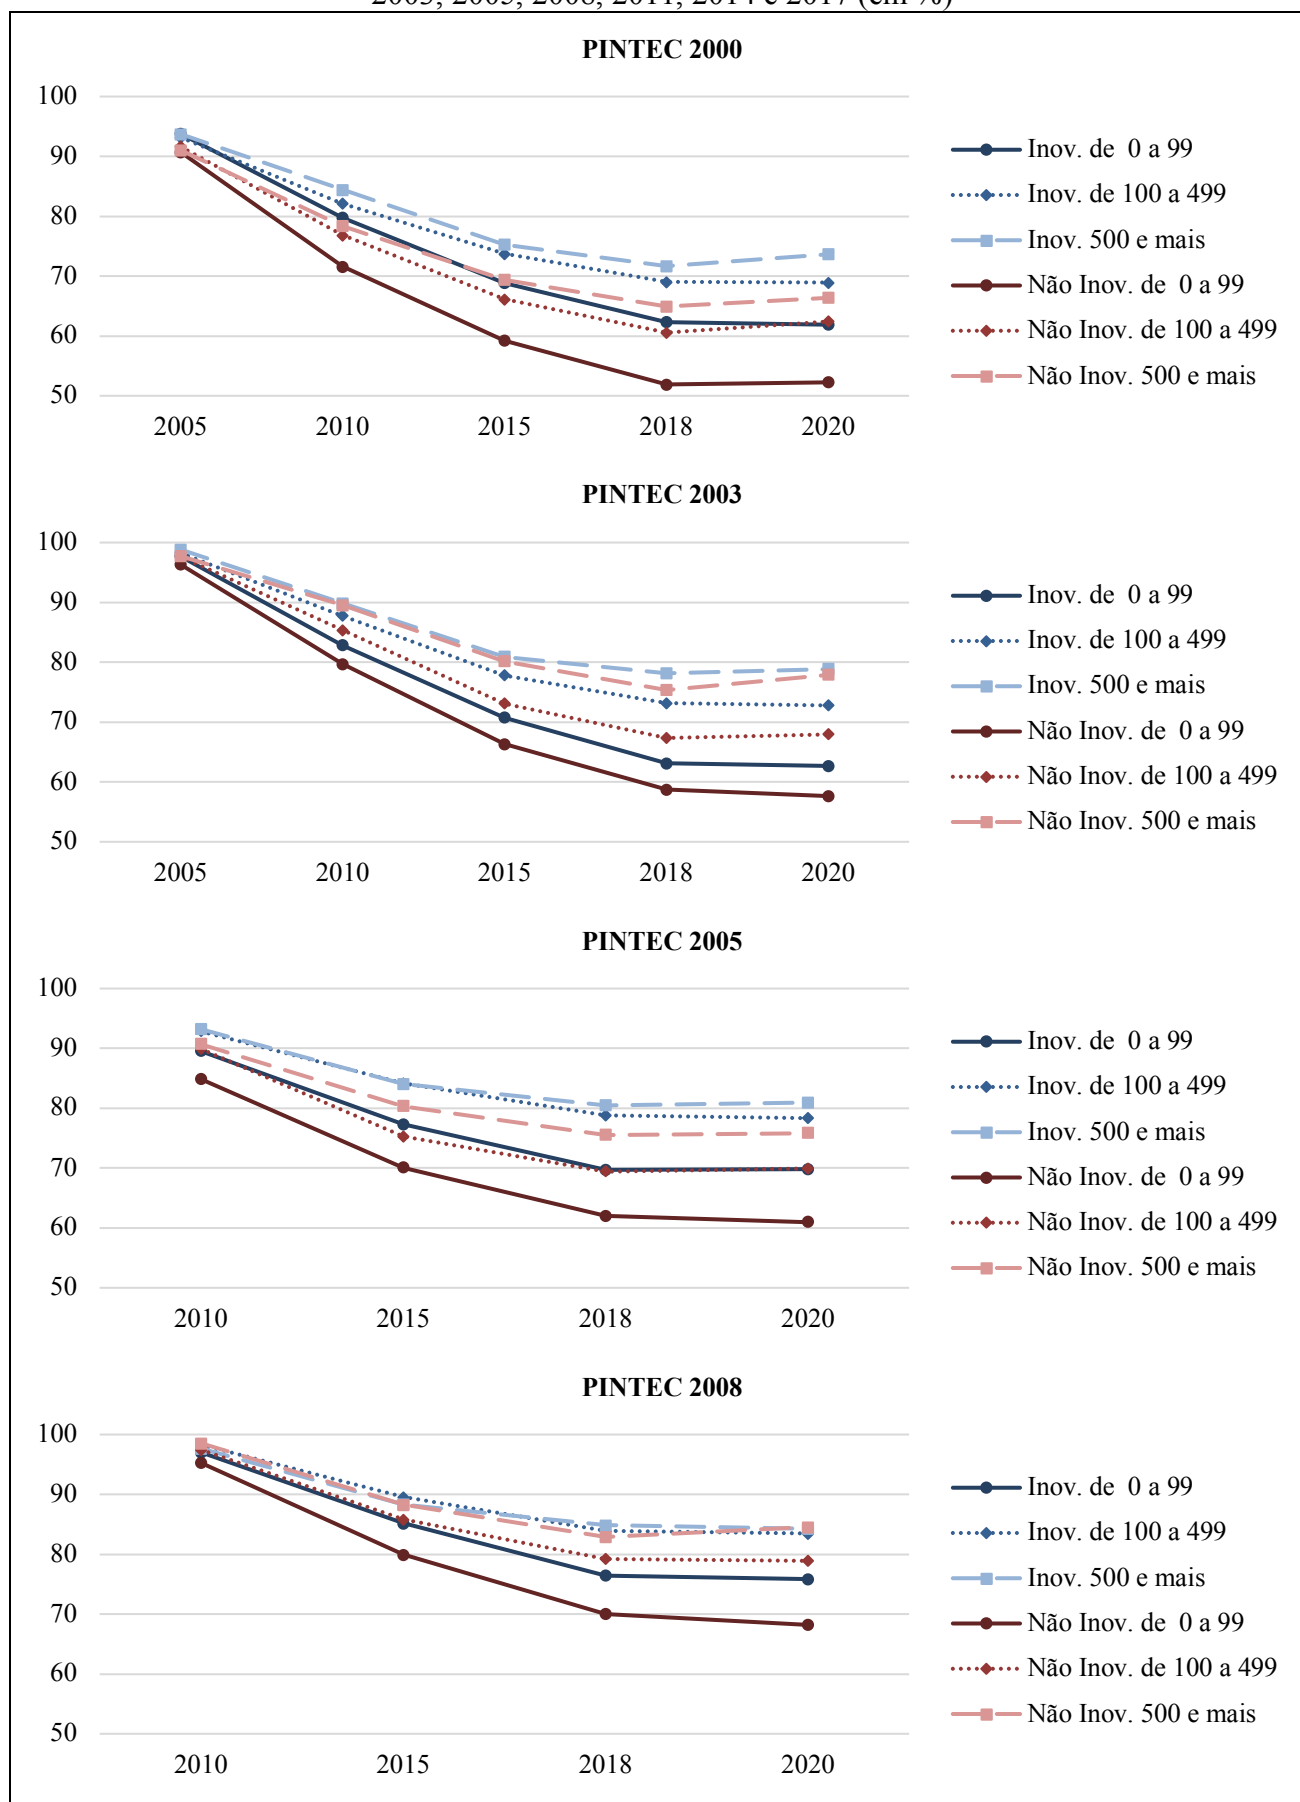 2003, 2005, 2008, 2011, 2014 e 2017 (em %)
PINTEC 2000
100
90
80
70
60
50
2005 2010 2015 2018 2020
Inov. de 0 a 99
Inov. de 100 a 499
Inov. 500 e mais
Não Inov. de 0 a 99
Não Inov. de 100 a 499
Não Inov. 500 e mais
PINTEC 2003
100
90
80
70
60
50
2005 2010 2015 2018 2020
Inov. de 0 a 99
Inov. de 100 a 499
Inov. 500 e mais
Não Inov. de 0 a 99
Não Inov. de 100 a 499
Não Inov. 500 e mais
PINTEC 2005
100
90
80
70
60
50
2010 2015 2018 2020
Inov. de 0 a 99
Inov. de 100 a 499
Inov. 500 e mais
Não Inov. de 0 a 99
Não Inov. de 100 a 499
Não Inov. 500 e mais
PINTEC 2008
100
90
80
70
60
50
2010 2015 2018 2020
Inov. de 0 a 99
Inov. de 100 a 499
Inov. 500 e mais
Não Inov. de 0 a 99
Não Inov. de 100 a 499
Não Inov. 500 e mais